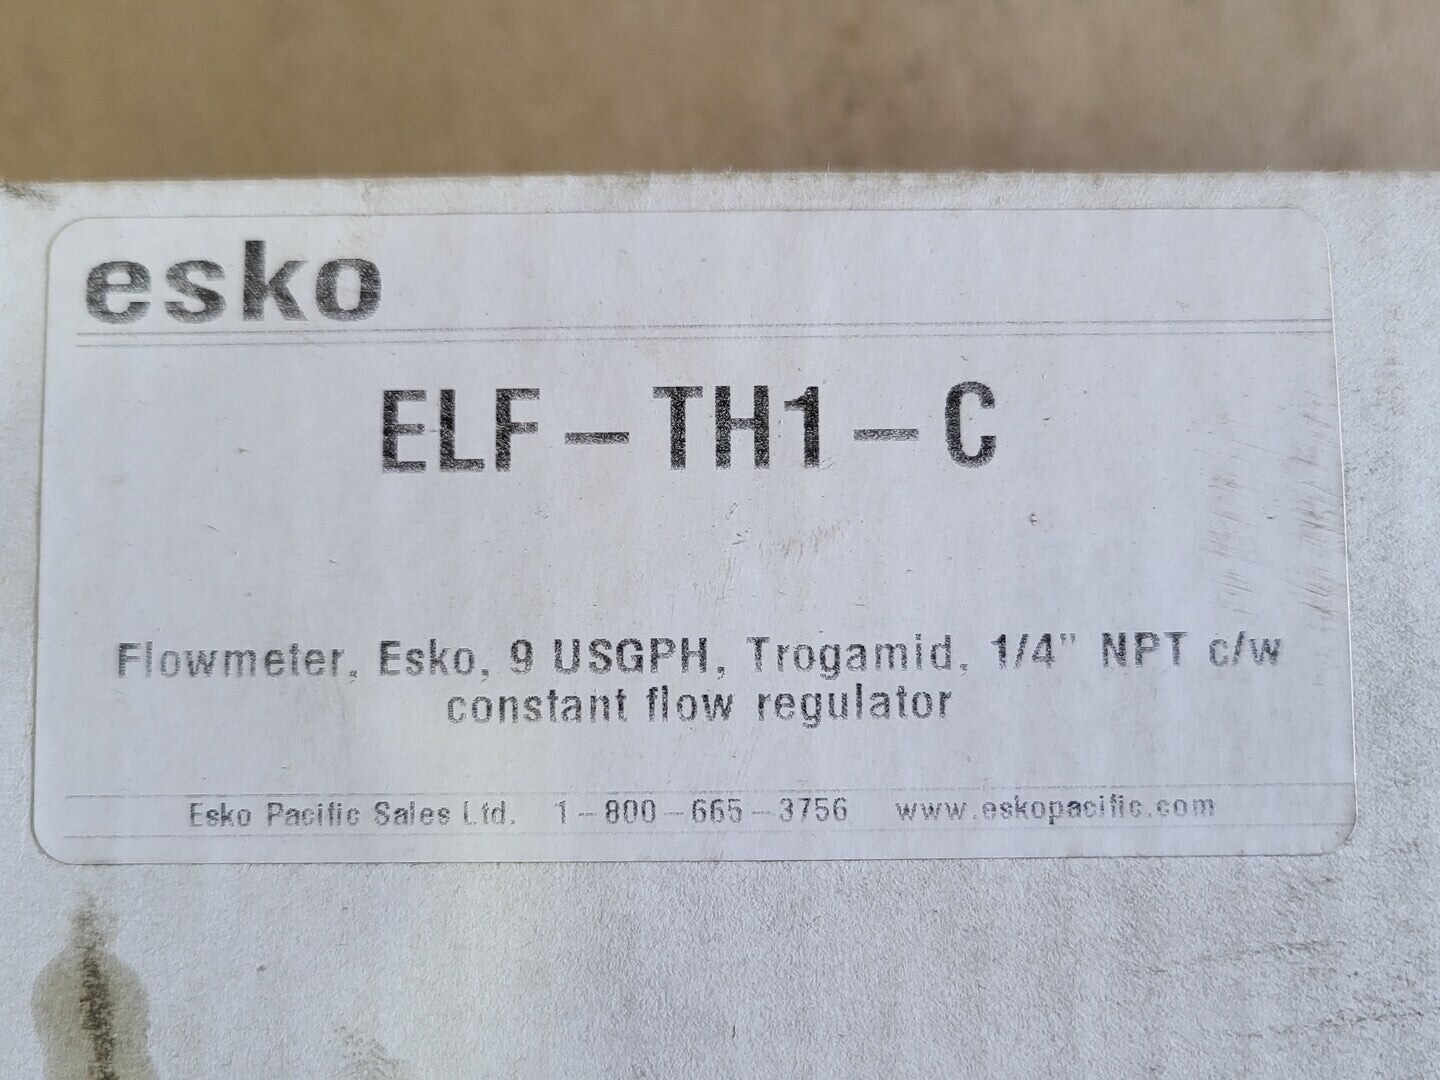 esko
ELF-TH1-C
Flowmeter, Esko, 9 USGPH, Trogamid, 1/4" NPT c/w
constant flow regulator
Esko Pacific Sales Ltd. 1-800-665-3756 www.eskopacific.com